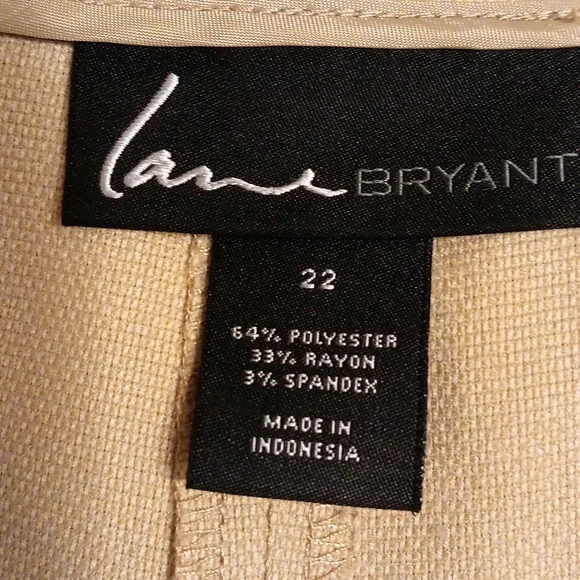 lane BRYANT
22
64% POLYESTER
33% RAYON
3% SPANDEX
MADE IN
INDONESIA